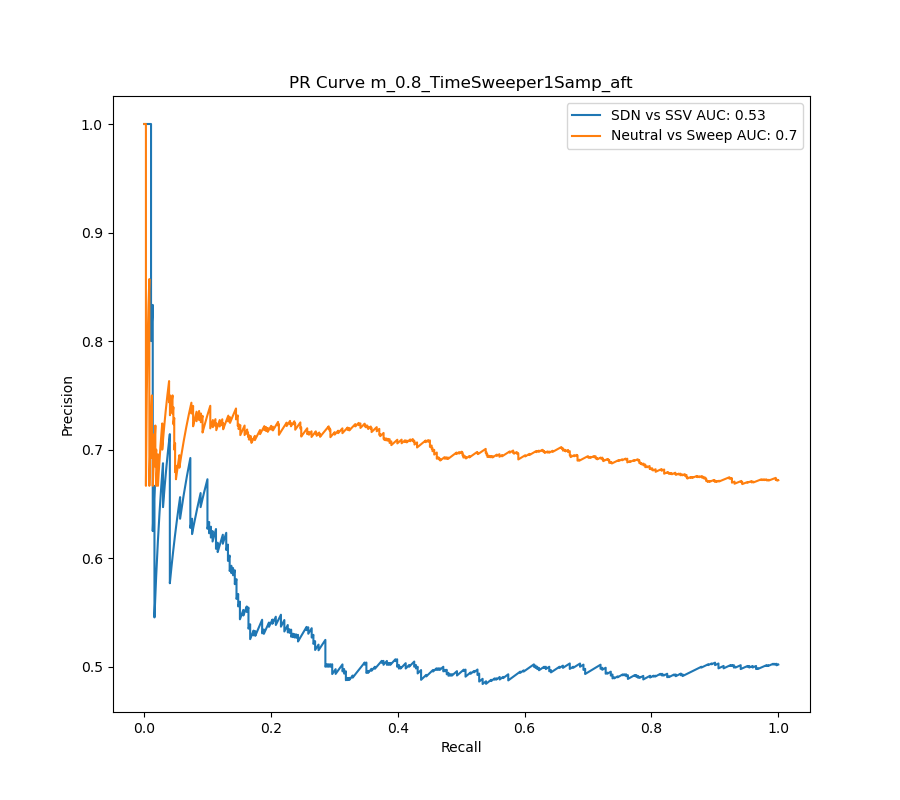 PR Curve m_0.8_TimeSweeper1Samp_aft
SDN vs SSV AUC: 0.53
Neutral vs Sweep AUC: 0.7
1.0
0.9
0.8
0.7
0.6
0.5
Precision
0.0 0.2 0.4 0.6 0.8 1.0
Recall